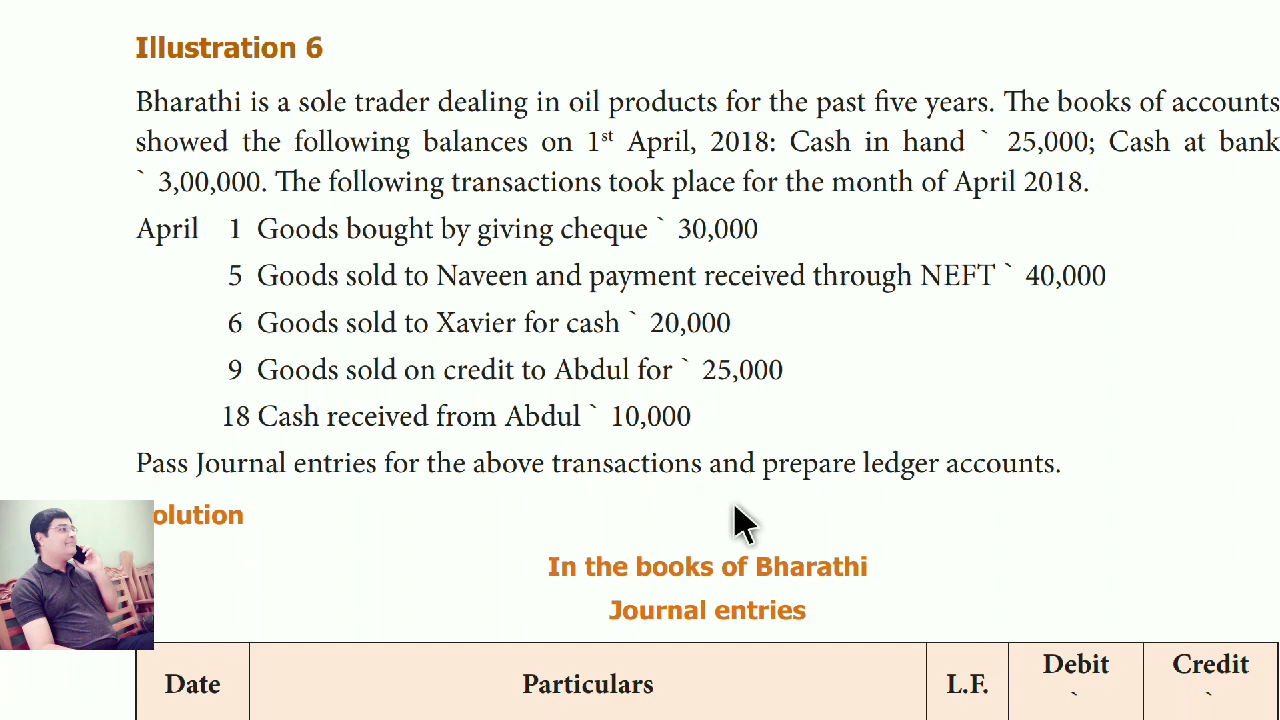 Illustration 6
Bharathi is a sole trader dealing in oil products for the past five years. The books of accounts
showed the following balances on 1st April, 2018: Cash in hand ` 25,000; Cash at bank
` 3,00,000. The following transactions took place for the month of April 2018.
April 1 Goods bought by giving cheque ` 30,000
5 Goods sold to Naveen and payment received through NEFT ` 40,000
6 Goods sold to Xavier for cash ` 20,000
9 Goods sold on credit to Abdul for ` 25,000
18 Cash received from Abdul ` 10,000
Pass Journal entries for the above transactions and prepare ledger accounts.
olution
In the books of Bharathi
Journal entries
Date Particulars L.F. Debit ` Credit `